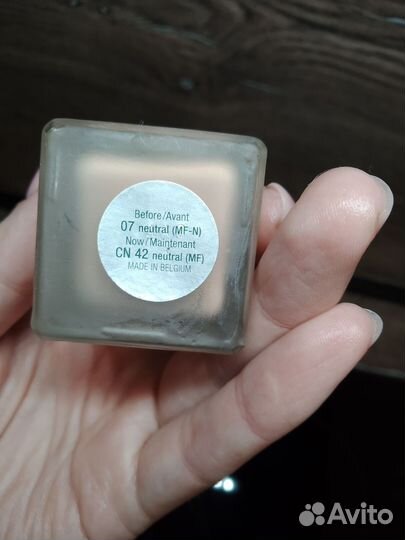 Before/Avant
07 neutral (MF-N)
Now/Maintenant
CN 42 neutral (MF)
MADE IN BELGIUM
Avito